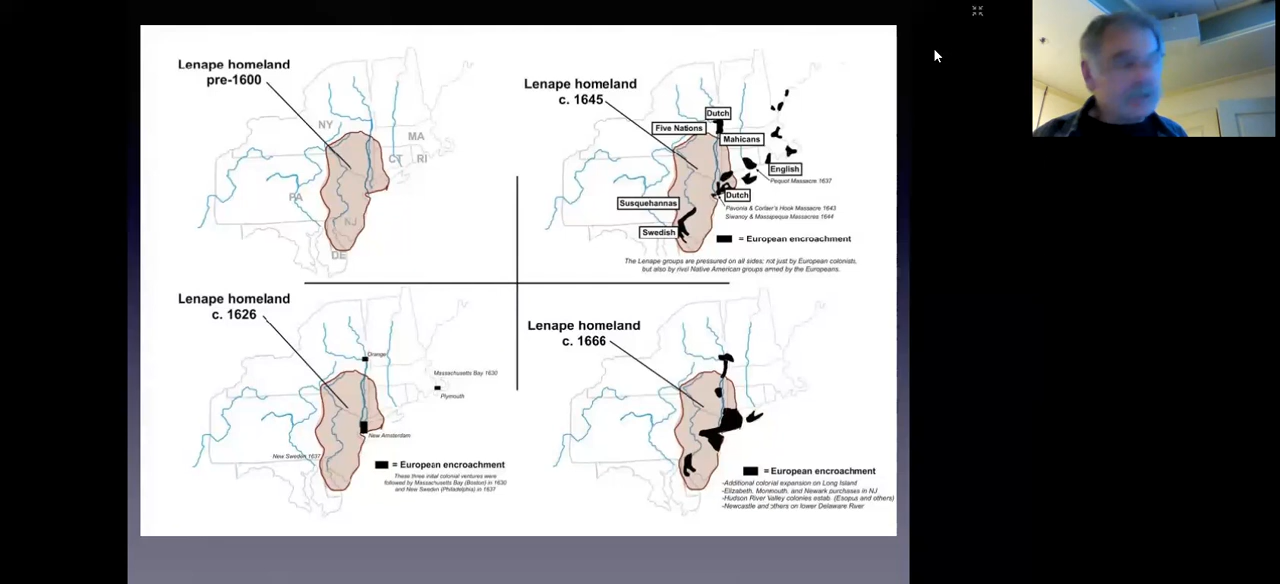 Lenape homeland
pre-1600
NY
MA
CT
RI
PA
NJ
DE
Lenape homeland
c. 1645
Dutch
Five Nations
Mahicans
English
Pequot Massacre 1637
Dutch
Susquehannas
Pavonia & Corlaer's Hook Massacre 1643
Siwanoy & Massapequa Massacres 1644
Swedish
= European encroachment
The Lenape groups are pressured on all sides; not just by European colonists,
but also by rival Native American groups armed by the Europeans.
Lenape homeland
c. 1626
Orange
Massachusetts Bay 1630
Plymouth
New Amsterdam
New Sweden 1637
= European encroachment
These three initial colonial ventures were
followed by Massachusetts Bay (Boston) in 1630
and New Sweden (Philadelphia) in 1637
Lenape homeland
c. 1666
= European encroachment
-Additional colonial expansion on Long Island
-Elizabeth, Monmouth, and Newark purchases in NJ
-Hudson River Valley colonies estab. (Esopus and others)
-Newcastle and others on lower Delaware River